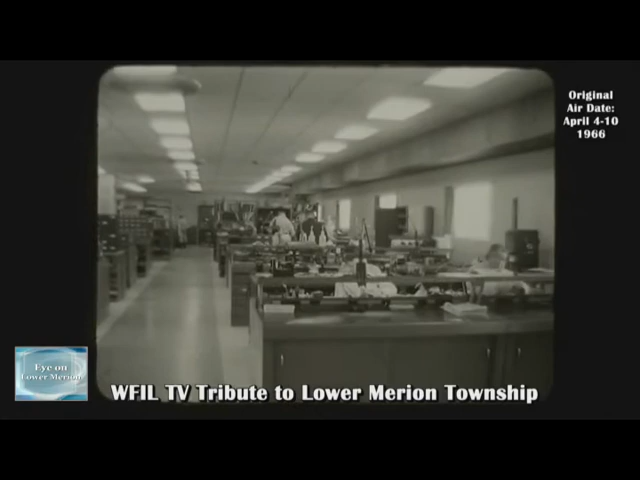 Original
Air Date:
April 4-10
1966
Eye on
Lower Merion
WFIL TV Tribute to Lower Merion Township